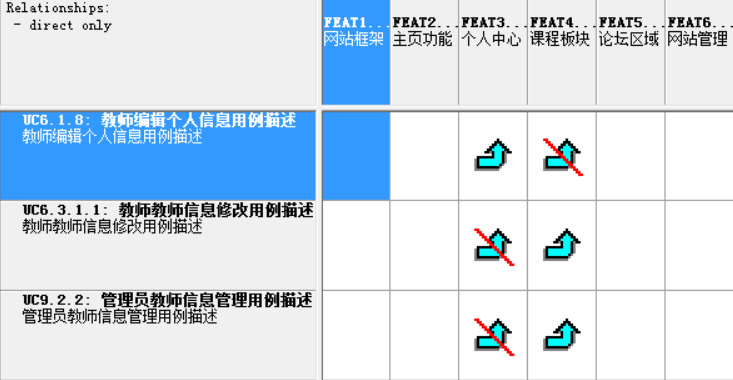 Relationships:
- direct only
FEAT1...
网站框架
FEAT2...
主页功能
FEAT3...
个人中心
FEAT4...
课程板块
FEAT5...
论坛区域
FEAT6...
网站管理
UC6.1.8: 教师编辑个人信息用例描述
教师编辑个人信息用例描述
UC6.3.1.1: 教师教师信息修改用例描述
教师教师信息修改用例描述
UC9.2.2: 管理员教师信息管理用例描述
管理员教师信息管理用例描述